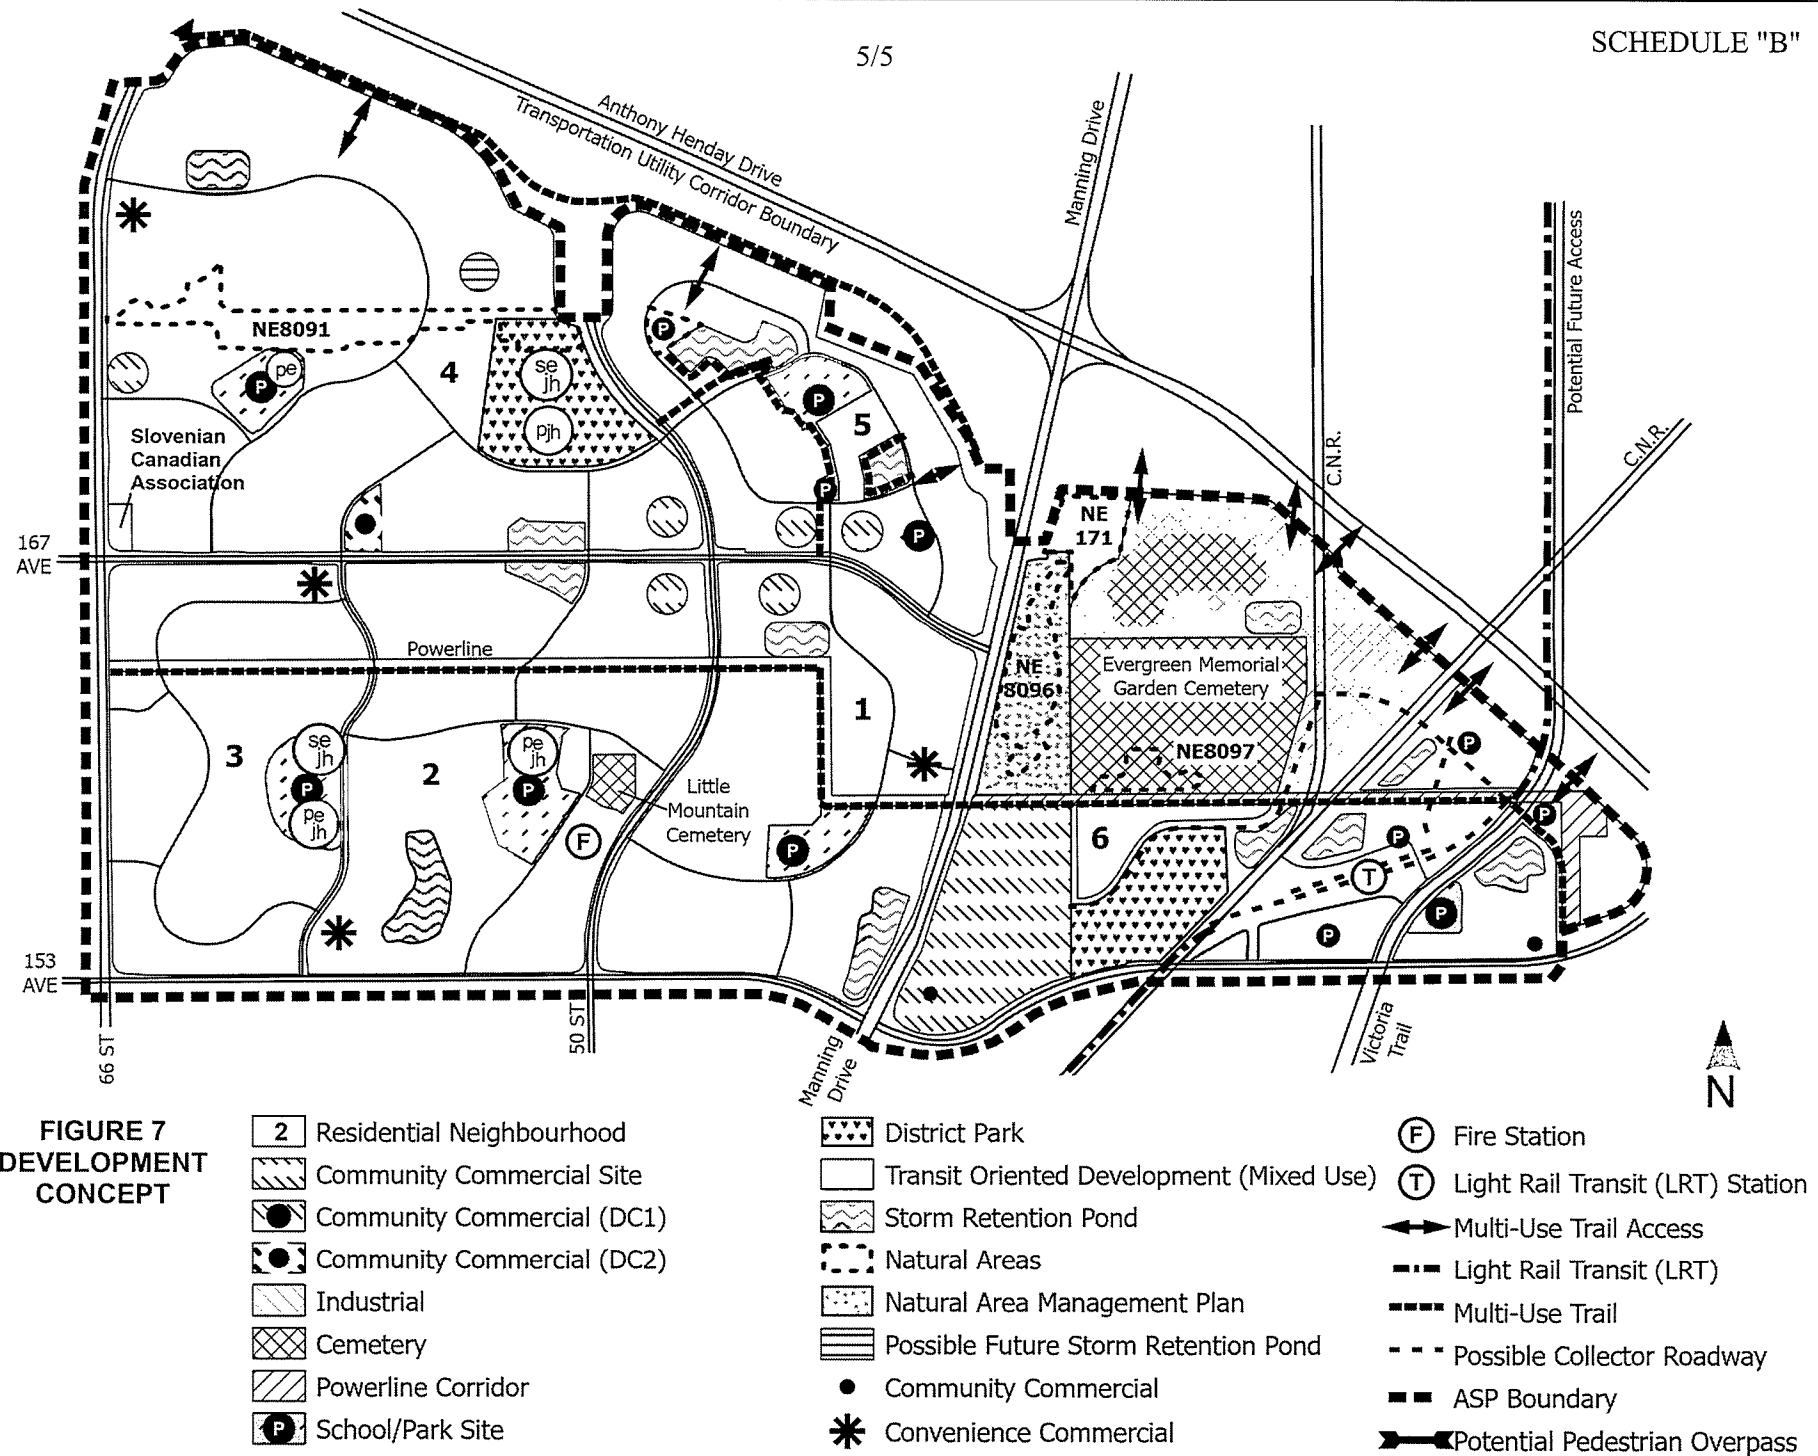 SCHEDULE "B"
5/5
Anthony Henday Drive
Transportation Utility Corridor Boundary
Manning Drive
Potential Future Access
C.N.R.
C.N.R.
NE8091
pe
P
4
se
jh
pjh
P
P
5
P
P
Slovenian
Canadian
Association
NE
171
167
AVE
Powerline
NE
8096
Evergreen Memorial
Garden Cemetery
NE8097
1
3
se
jh
P
pe
jh
2
pe
jh
P
Little
Mountain
Cemetery
F
P
6
P
P
P
T
P
P
153
AVE
66 ST
50 ST
Manning
Drive
Victoria
Trail
N
FIGURE 7
DEVELOPMENT
CONCEPT
2 Residential Neighbourhood
Community Commercial Site
Community Commercial (DC1)
Community Commercial (DC2)
Industrial
Cemetery
Powerline Corridor
P School/Park Site
District Park
Transit Oriented Development (Mixed Use)
Storm Retention Pond
Natural Areas
Natural Area Management Plan
Possible Future Storm Retention Pond
Community Commercial
Convenience Commercial
F Fire Station
T Light Rail Transit (LRT) Station
Multi-Use Trail Access
Light Rail Transit (LRT)
Multi-Use Trail
Possible Collector Roadway
ASP Boundary
Potential Pedestrian Overpass